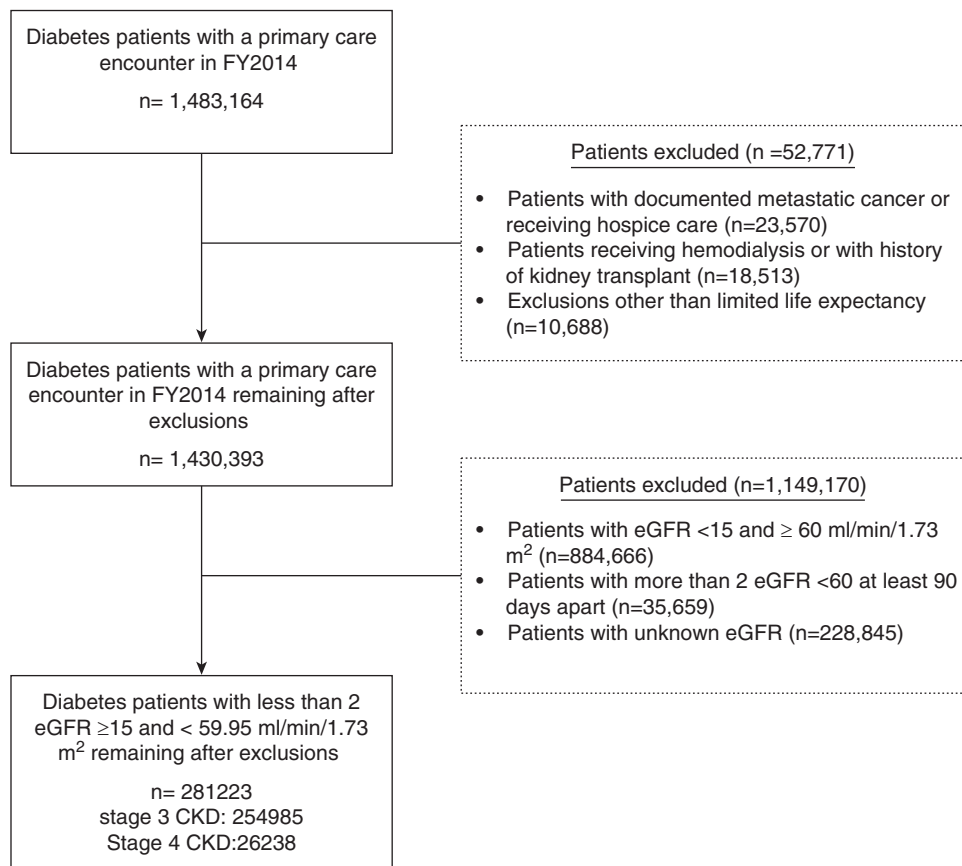 Diabetes patients with a primary care
encounter in FY2014
n= 1,483,164
Patients excluded (n =52,771)
• Patients with documented metastatic cancer or
receiving hospice care (n=23,570)
• Patients receiving hemodialysis or with history
of kidney transplant (n=18,513)
• Exclusions other than limited life expectancy
(n=10,688)
Diabetes patients with a primary care
encounter in FY2014 remaining after
exclusions
n= 1,430,393
Patients excluded (n=1,149,170)
• Patients with eGFR <15 and ≥ 60 ml/min/1.73
m² (n=884,666)
• Patients with more than 2 eGFR <60 at least 90
days apart (n=35,659)
• Patients with unknown eGFR (n=228,845)
Diabetes patients with less than 2
eGFR ≥15 and < 59.95 ml/min/1.73
m² remaining after exclusions
n= 281223
stage 3 CKD: 254985
Stage 4 CKD:26238